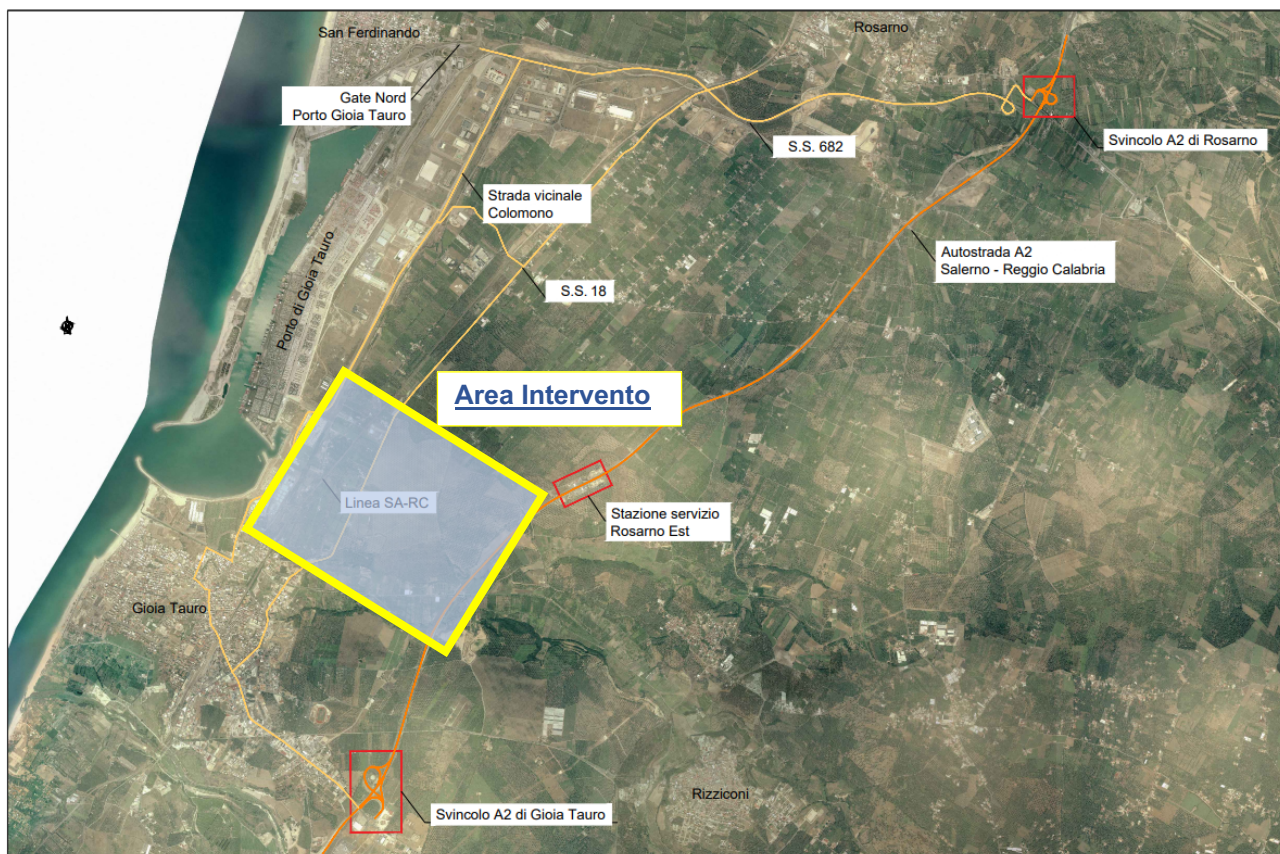 San Ferdinando
Rosarno
Gate Nord
Porto Gioia Tauro
Svincolo A2 di Rosarno
S.S. 682
Strada vicinale
Colomono
Autostrada A2
Salerno - Reggio Calabria
Porto di Gioia Tauro
S.S. 18
Area Intervento
Linea SA-RC
Stazione servizio
Rosarno Est
Gioia Tauro
Rizziconi
Svincolo A2 di Gioia Tauro